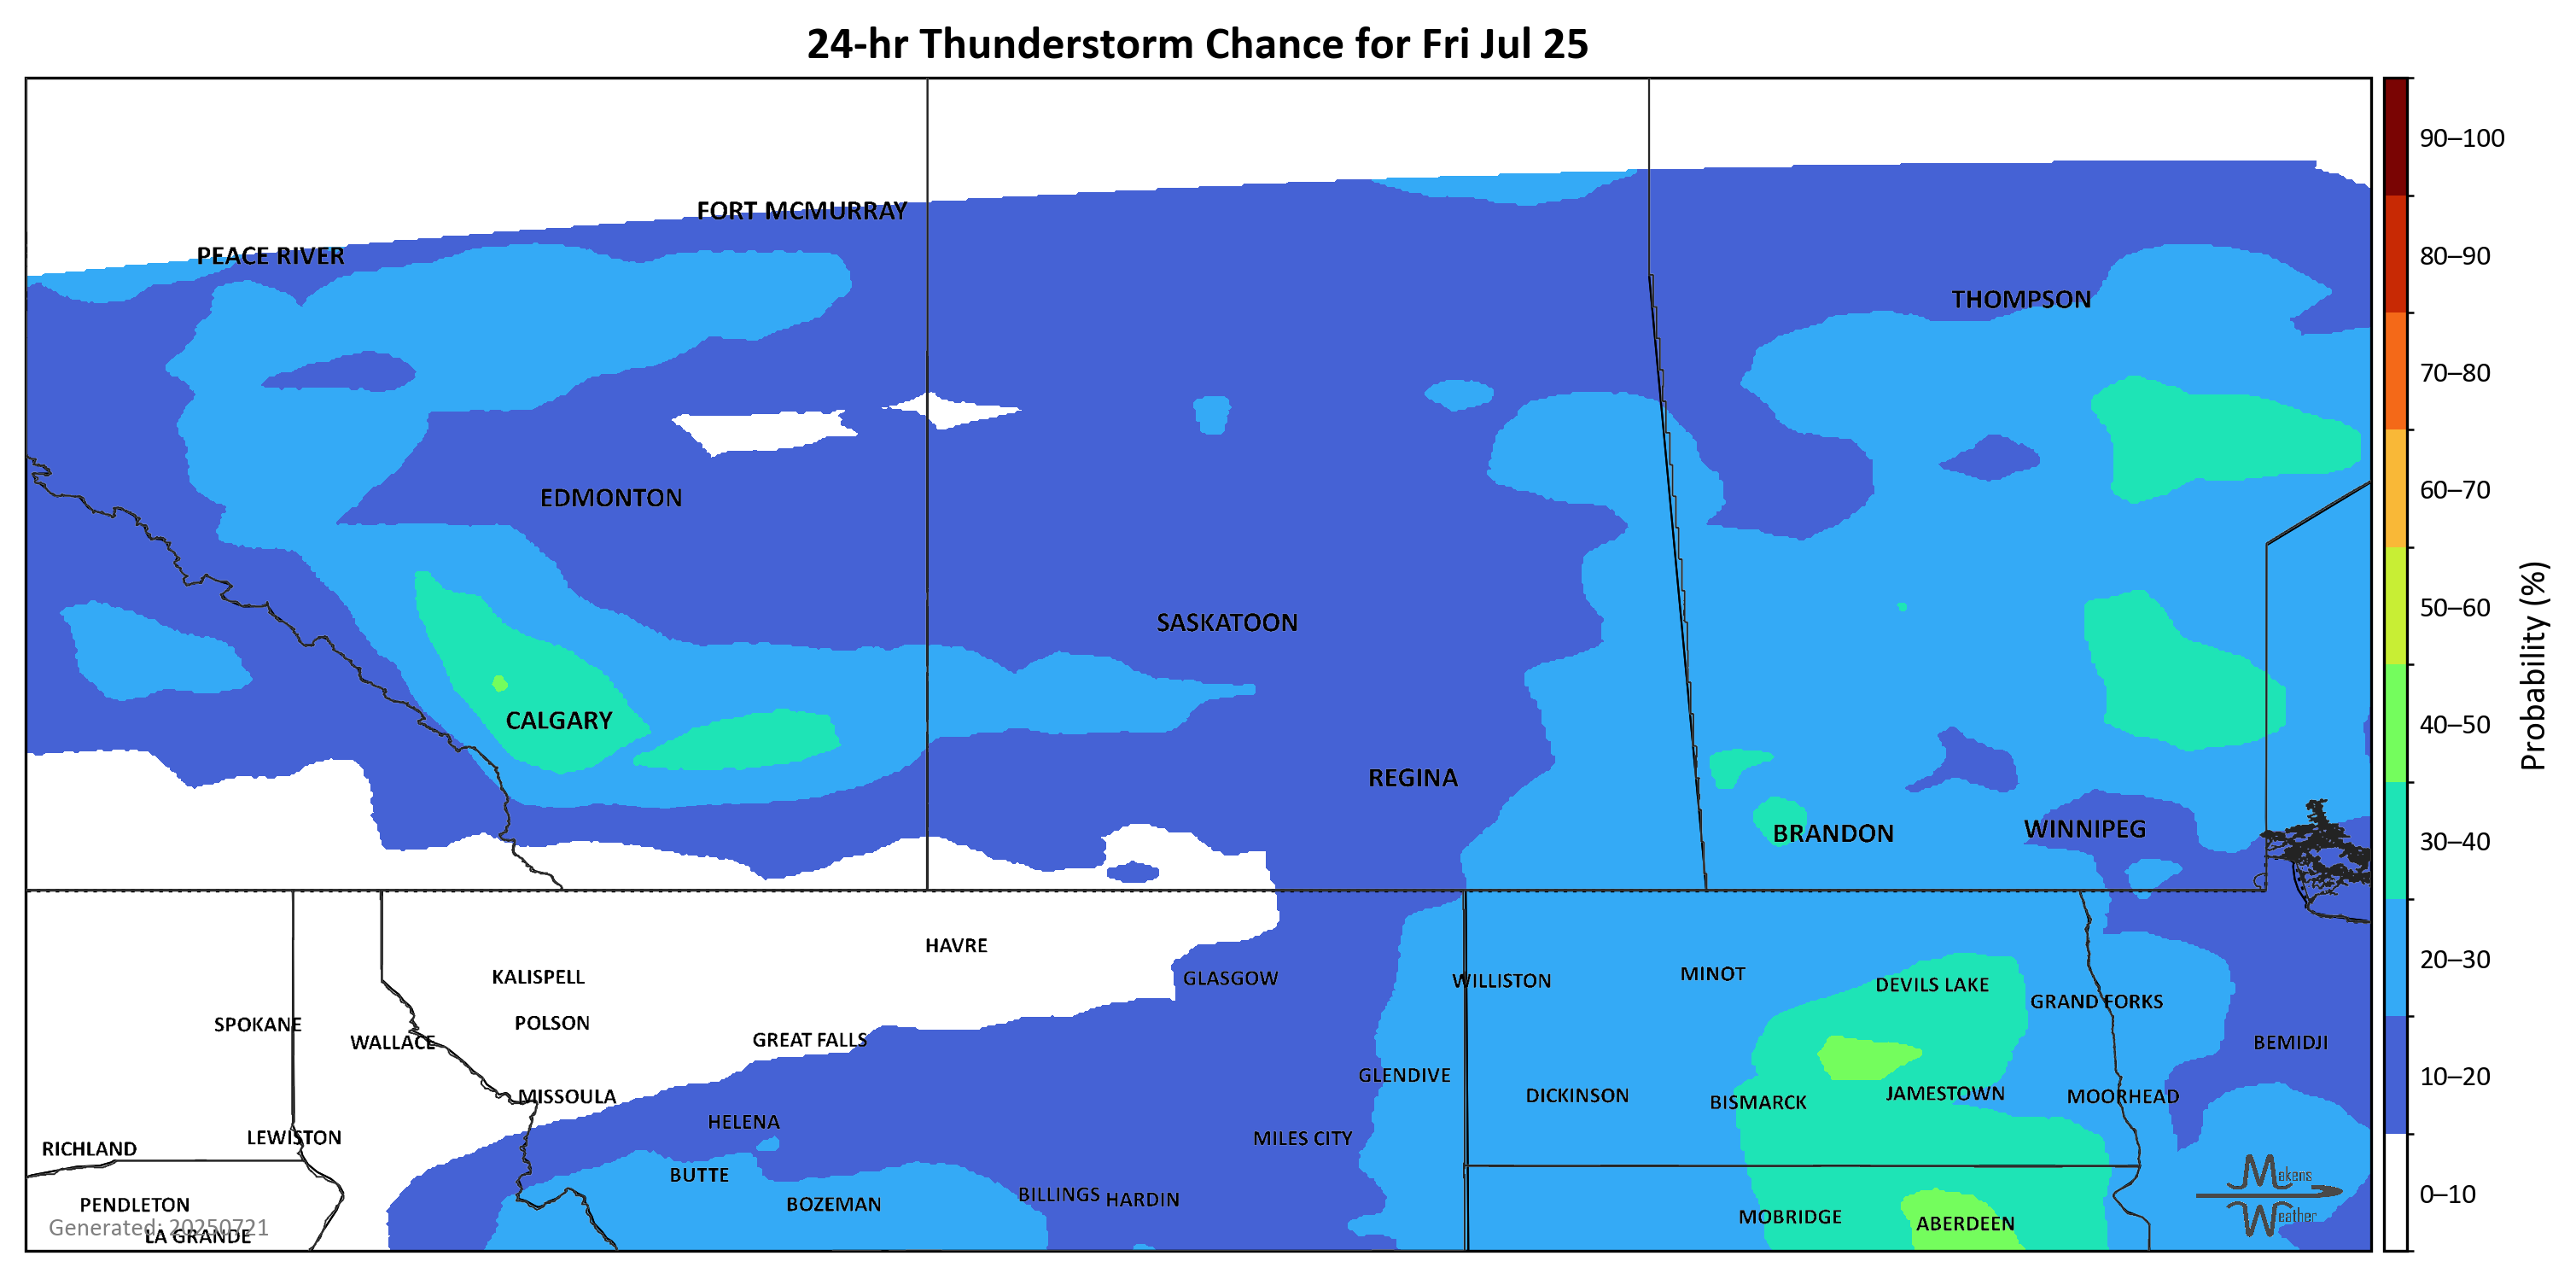 24-hr Thunderstorm Chance for Fri Jul 25
90–100
FORT MCMURRAY
PEACE RIVER
80–90
THOMPSON
70–80
60–70
EDMONTON
50–60
SASKATOON
Probability (%)
CALGARY
40–50
REGINA
BRANDON
WINNIPEG
30–40
HAVRE
20–30
KALISPELL
GLASGOW
WILLISTON
MINOT
DEVILS LAKE
GRAND FORKS
SPOKANE
POLSON
WALLACE
GREAT FALLS
BEMIDJI
GLENDIVE
10–20
MISSOULA
DICKINSON
BISMARCK
JAMESTOWN
MOORHEAD
HELENA
LEWISTON
MILES CITY
RICHLAND
BUTTE
Makens
Weather
BILLINGS
HARDIN
0–10
PENDLETON
BOZEMAN
MOBRIDGE
ABERDEEN
Generated: 20250721
LA GRANDE